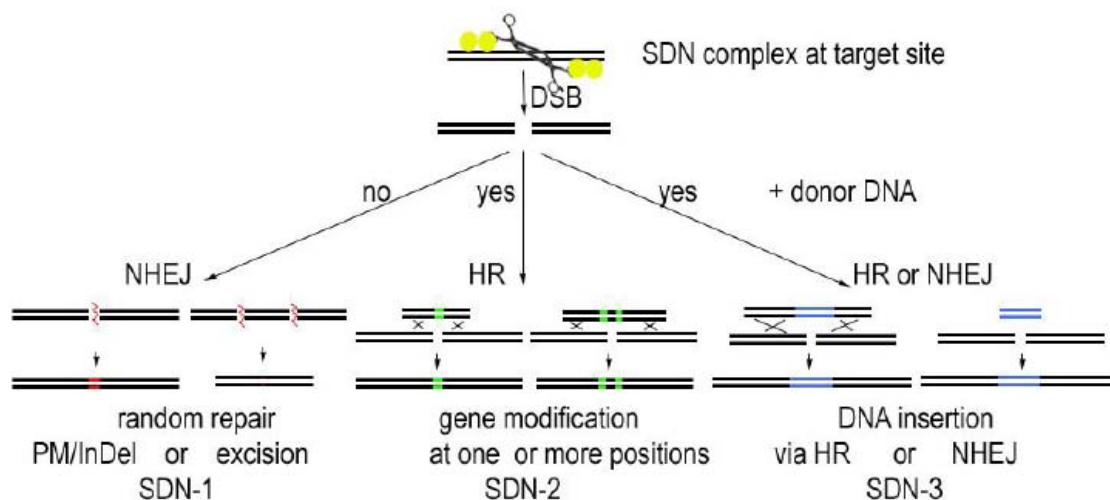 SDN complex at target site
DSB
no yes yes + donor DNA
NHEJ HR HR or NHEJ
random repair gene modification DNA insertion
PM/InDel or excision at one or more positions via HR or NHEJ
SDN-1 SDN-2 SDN-3